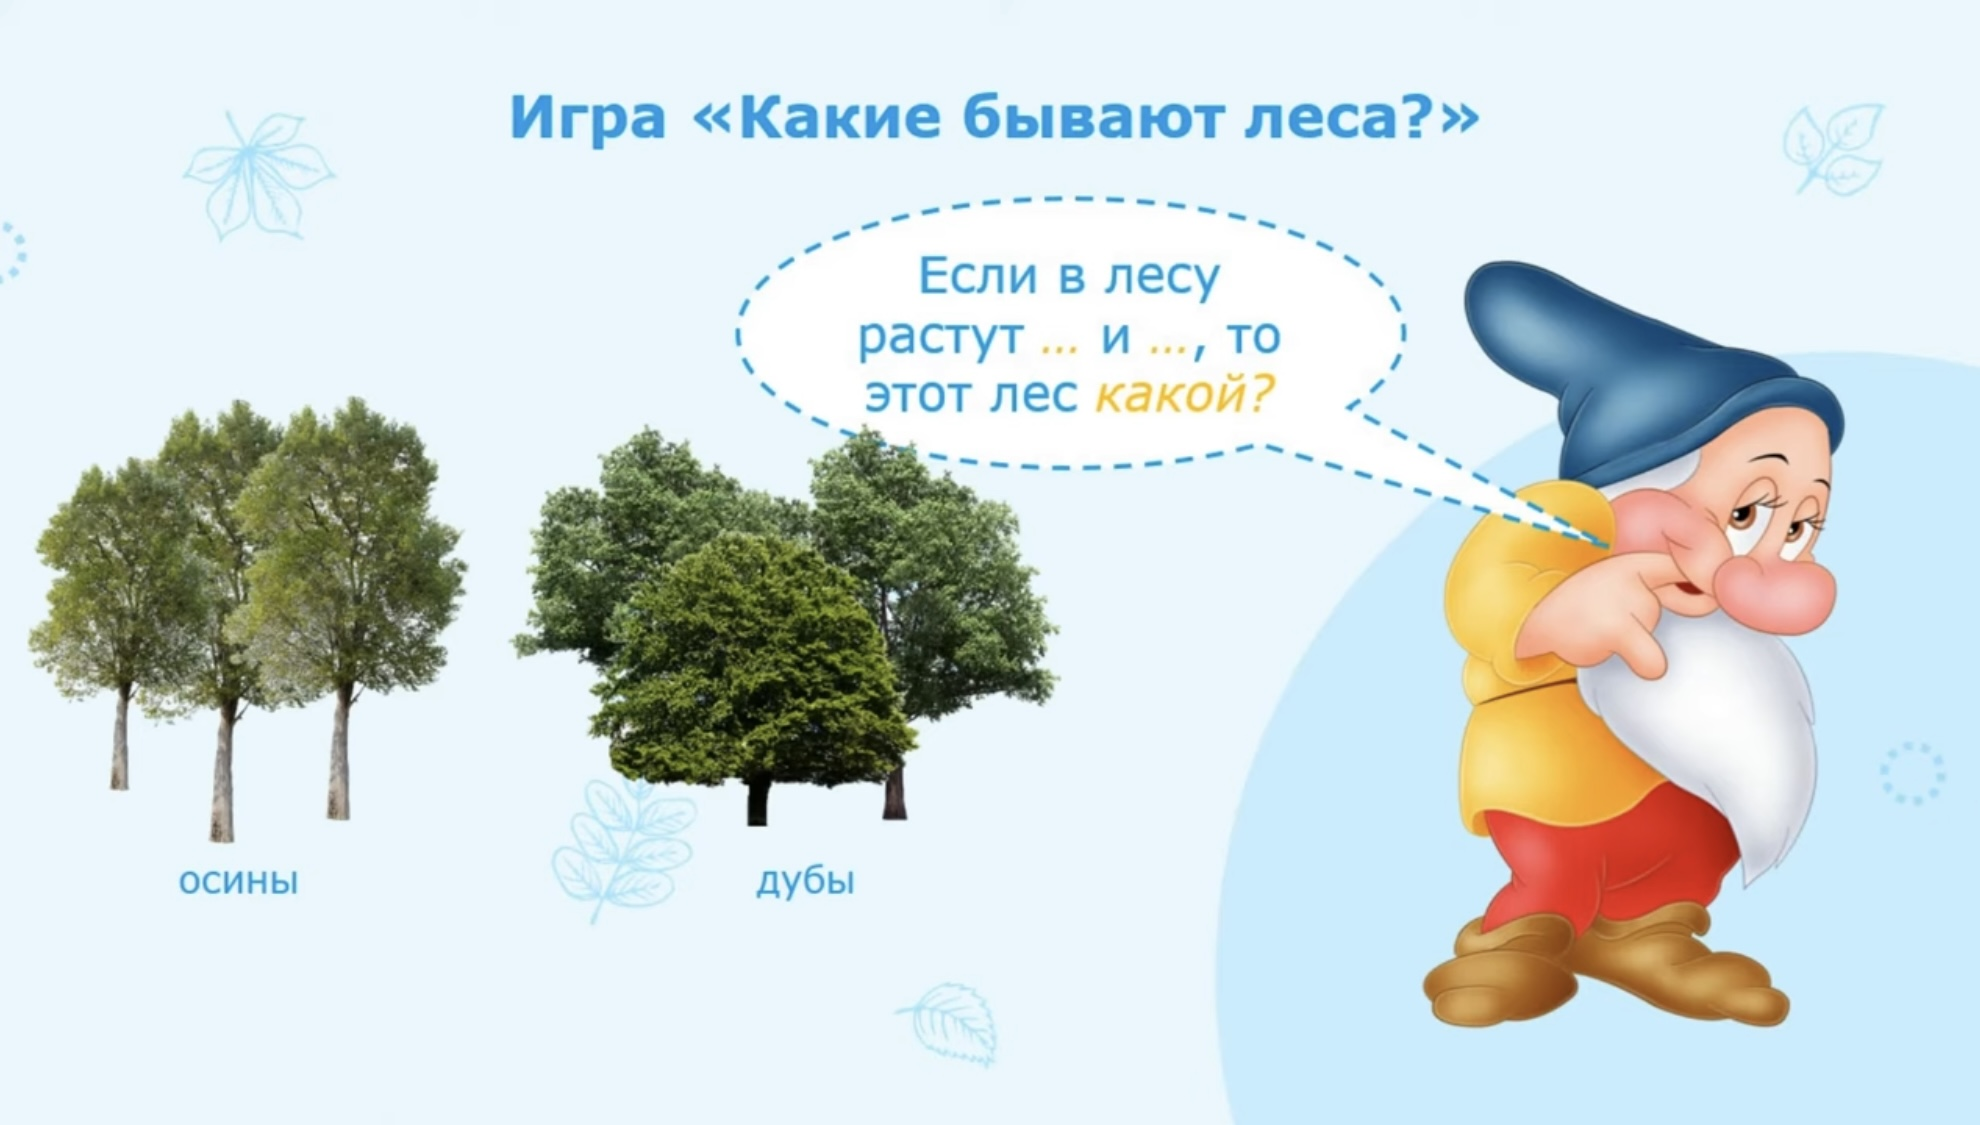 Игра «Какие бывают леса?»
Если в лесу
растут ... и ..., то
этот лес какой?
осины
дубы